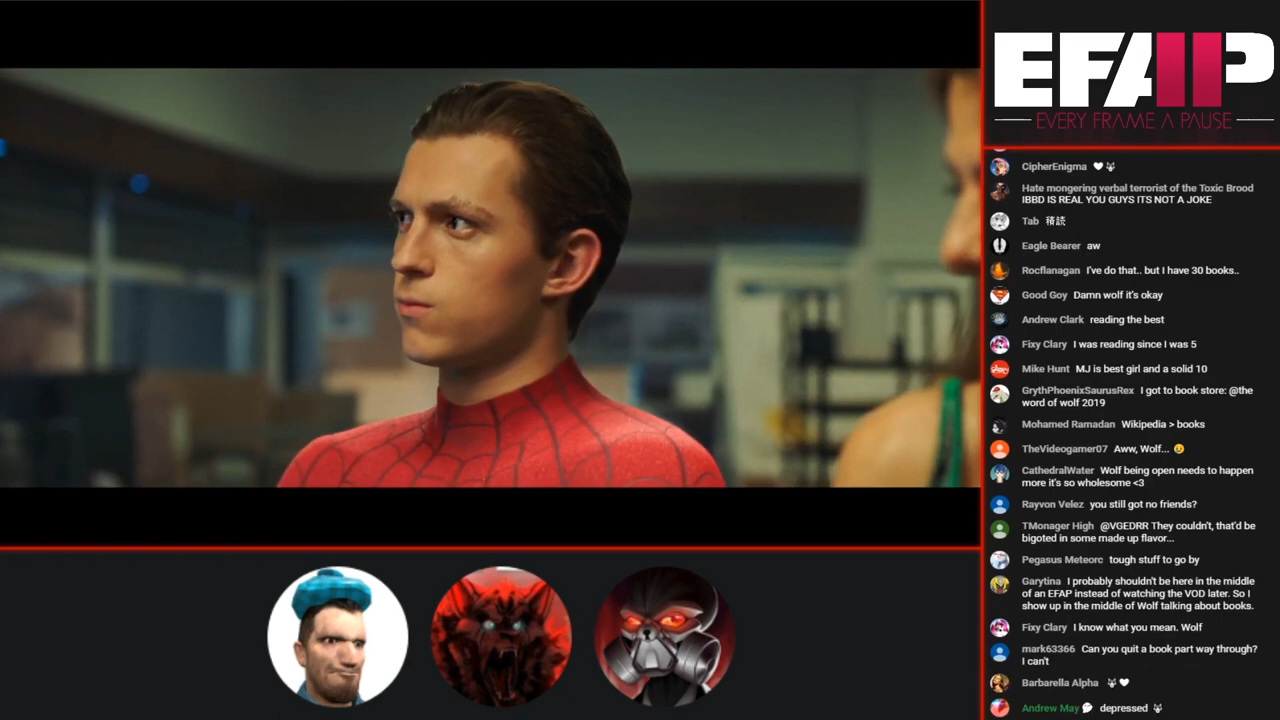 EFAP
EVERY FRAME A PAUSE
CipherEnigma
Hate mongering verbal terrorist of the Toxic Brood
IBBD IS REAL YOU GUYS ITS NOT A JOKE
Tab 積読
Eagle Bearer aw
Rocflanagan I've do that.. but I have 30 books..
Good Goy Damn wolf it's okay
Andrew Clark reading the best
Fixy Clary I was reading since I was 5
Mike Hunt MJ is best girl and a solid 10
GrythPhoenixSaurusRex I got to book store: @the
word of wolf 2019
Mohamed Ramadan Wikipedia > books
TheVideogamer07 Aww, Wolf...
CathedralWater Wolf being open needs to happen
more it's so wholesome <3
Rayvon Velez you still got no friends?
TMonager High @VGEDRR They couldn't, that'd be
bigoted in some made up flavor...
Pegasus Meteorc tough stuff to go by
Garytina I probably shouldn't be here in the middle
of an EFAP instead of watching the VOD later. So I
show up in the middle of Wolf talking about books.
Fixy Clary I know what you mean. Wolf
mark63366 Can you quit a book part way through?
I can't
Barbarella Alpha
Andrew May depressed